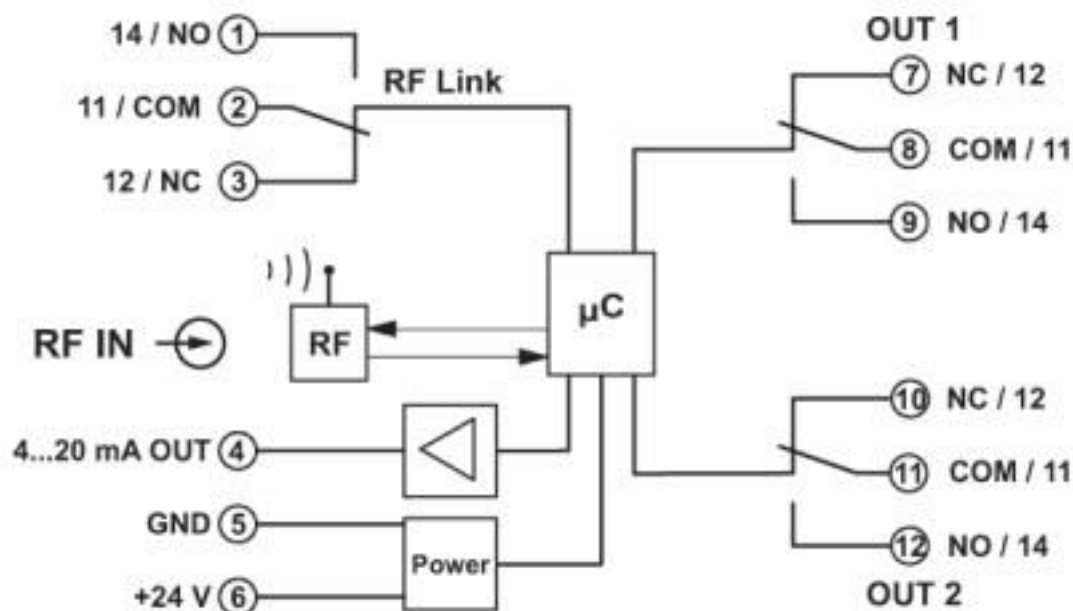 14 / NO 1
11 / COM 2
12 / NC 3
RF Link
OUT 1
7 NC / 12
8 COM / 11
9 NO / 14
RF IN
RF
µC
4...20 mA OUT 4
GND 5
+24 V 6
Power
10 NC / 12
11 COM / 11
12 NO / 14
OUT 2